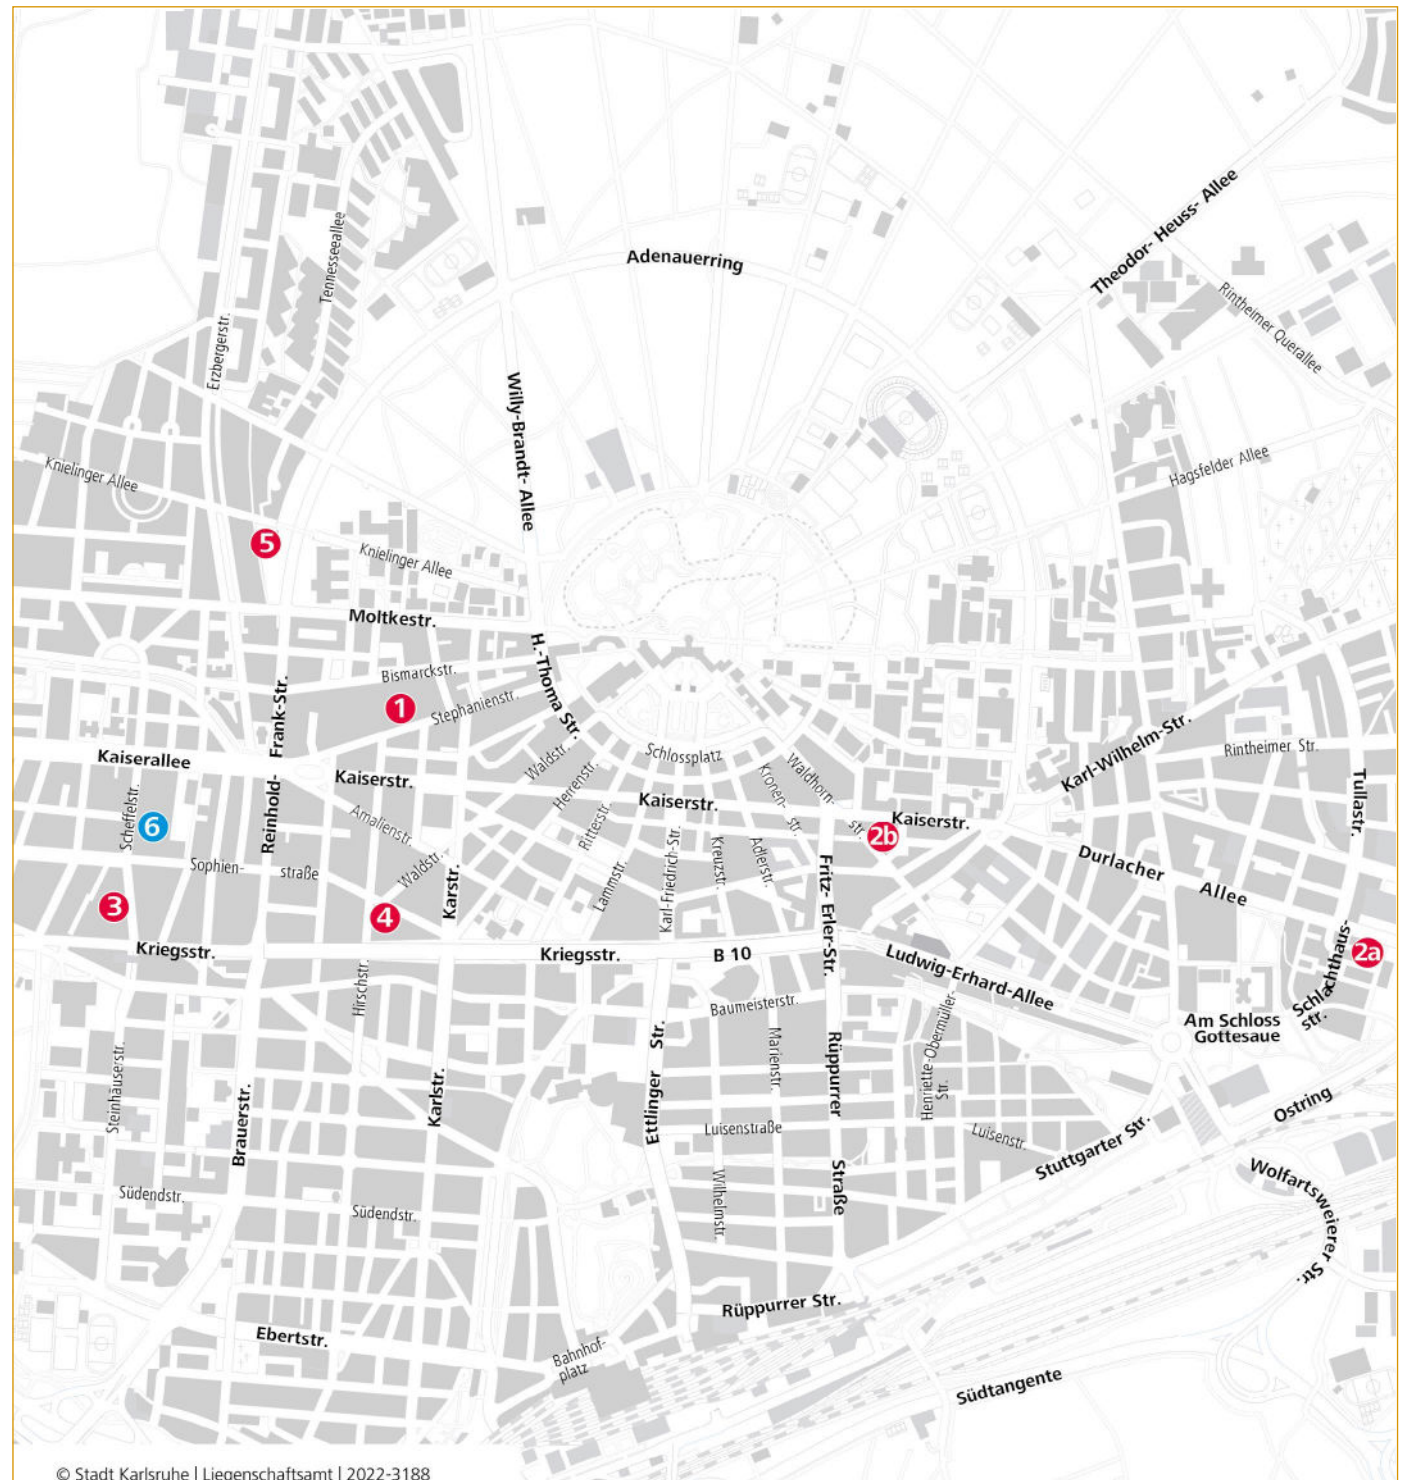 Adenauerring
Theodor- Heuss- Allee
Tennesseeallee
Rintheimer Querallee
Erzbergerstr.
Willy-Brandt- Allee
Knielinger Allee
Hagsfelder Allee
5
Knielinger Allee
Moltkestr.
H.-Thoma Str.
Bismarckstr.
1
Stephanienstr.
Reinhold- Frank-Str.
Karl-Wilhelm-Str.
Rintheimer Str.
Kaiserallee
Kaiserstr.
Waldstr.
Schlossplatz
Waldhorn-
str.
Kronen-
str.
Tullastr.
Scheffelstr.
6
Herrenstr.
Kaiserstr.
Kaiserstr.
2b
Amalienstr.
Ritterstr.
Karl-Friedrich-Str.
Kreuzstr.
Adlerstr.
Durlacher Allee
Sophien-
straße
Waldstr.
Karstr.
Lammstr.
Fritz- Erler-Str.
3
4
Kriegsstr.
Kriegsstr.
B 10
Ludwig-Erhard-Allee
Schlachthaus-
str.
2a
Hirschstr.
Baumeisterstr.
Henriette-Obermüller-
Str.
Am Schloss
Gottesaue
Steinhäuserstr.
Brauerstr.
Karlstr.
Ettlinger Str.
Marienstr.
Rüppurrer Straße
Luisenstraße
Luisenstr.
Stuttgarter Str.
Ostring
Wolfartsweierer Str.
Südendstr.
Südendstr.
Wilhelmstr.
Rüppurrer Str.
Ebertstr.
Bahnhof-
platz
Südtangente
© Stadt Karlsruhe | Liegenschaftsamt | 2022-3188